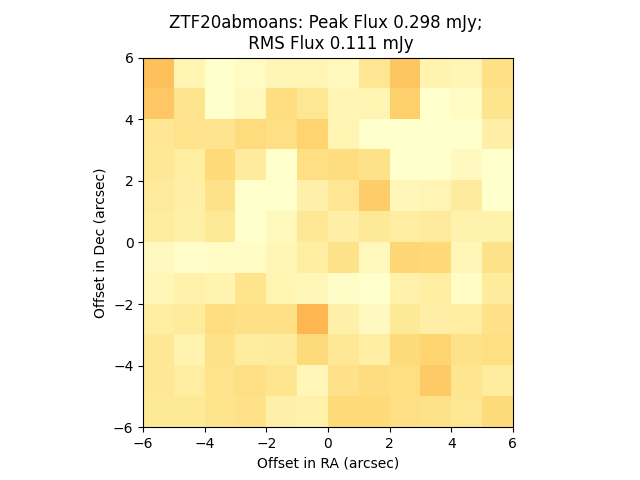 ZTF20abmoans: Peak Flux 0.298 mJy;
RMS Flux 0.111 mJy
6
4
2
0
−2
−4
−6
Offset in Dec (arcsec)
−6 −4 −2 0 2 4 6
Offset in RA (arcsec)